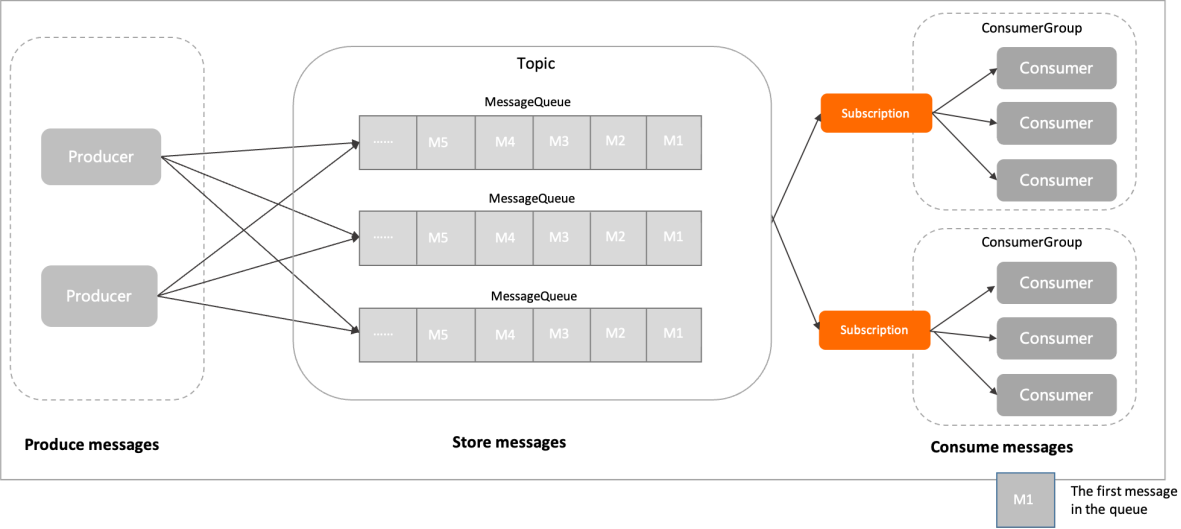 ConsumerGroup
Topic
Consumer
MessageQueue
Subscription
...... M5 M4 M3 M2 M1
Consumer
Producer
Consumer
MessageQueue
...... M5 M4 M3 M2 M1
ConsumerGroup
Producer
Consumer
MessageQueue
...... M5 M4 M3 M2 M1
Subscription
Consumer
Consumer
Produce messages
Store messages
Consume messages
M1
The first message
in the queue